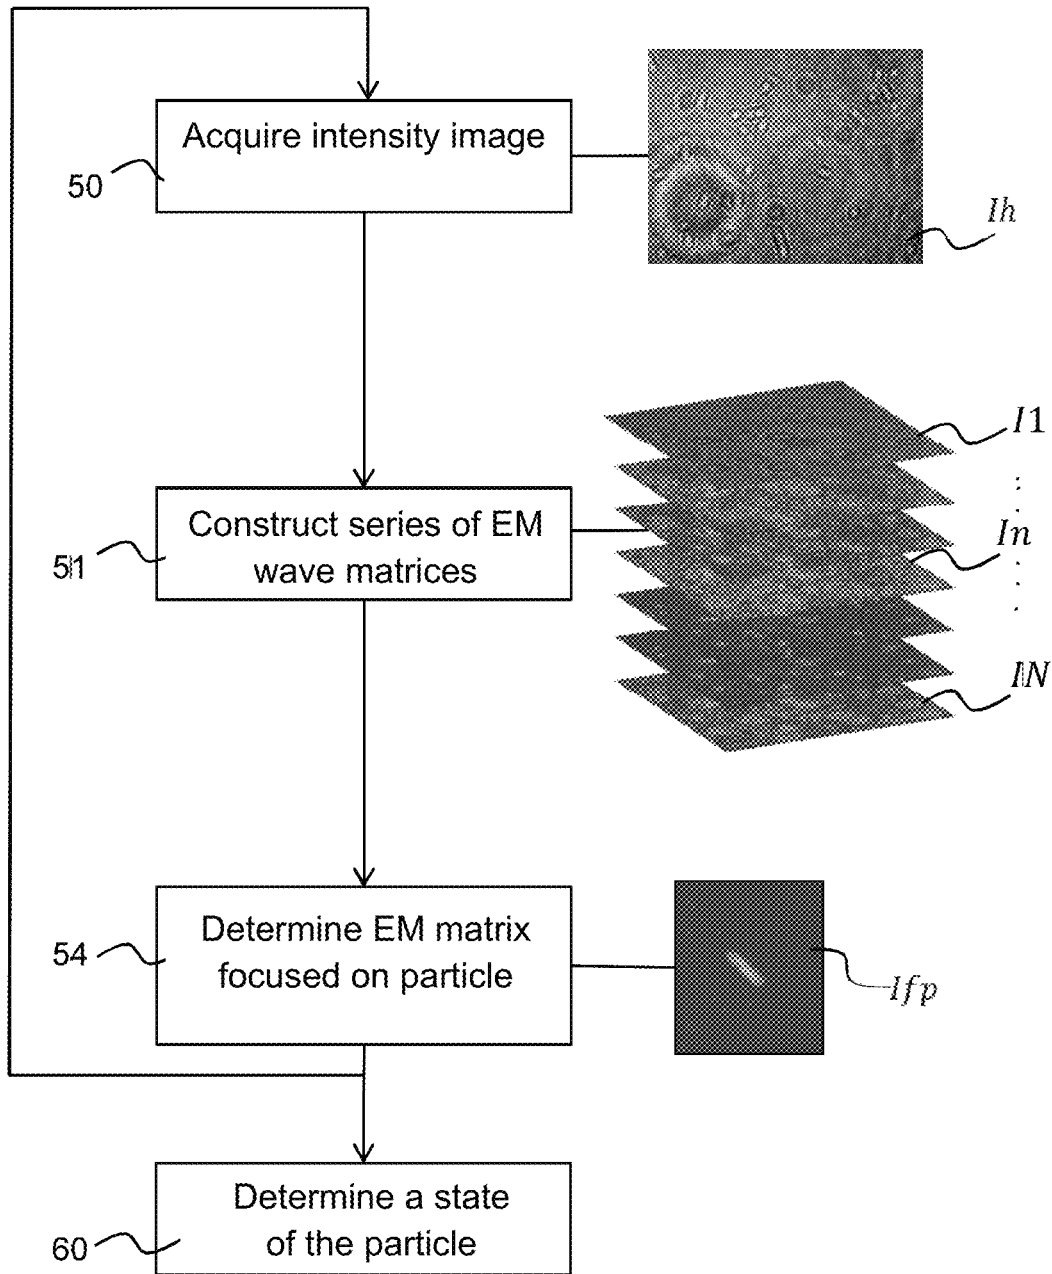 Acquire intensity image
50
Ih
I1
Construct series of EM
wave matrices
51
In
IN
Determine EM matrix
focused on particle
54
Ifp
Determine a state
of the particle
60